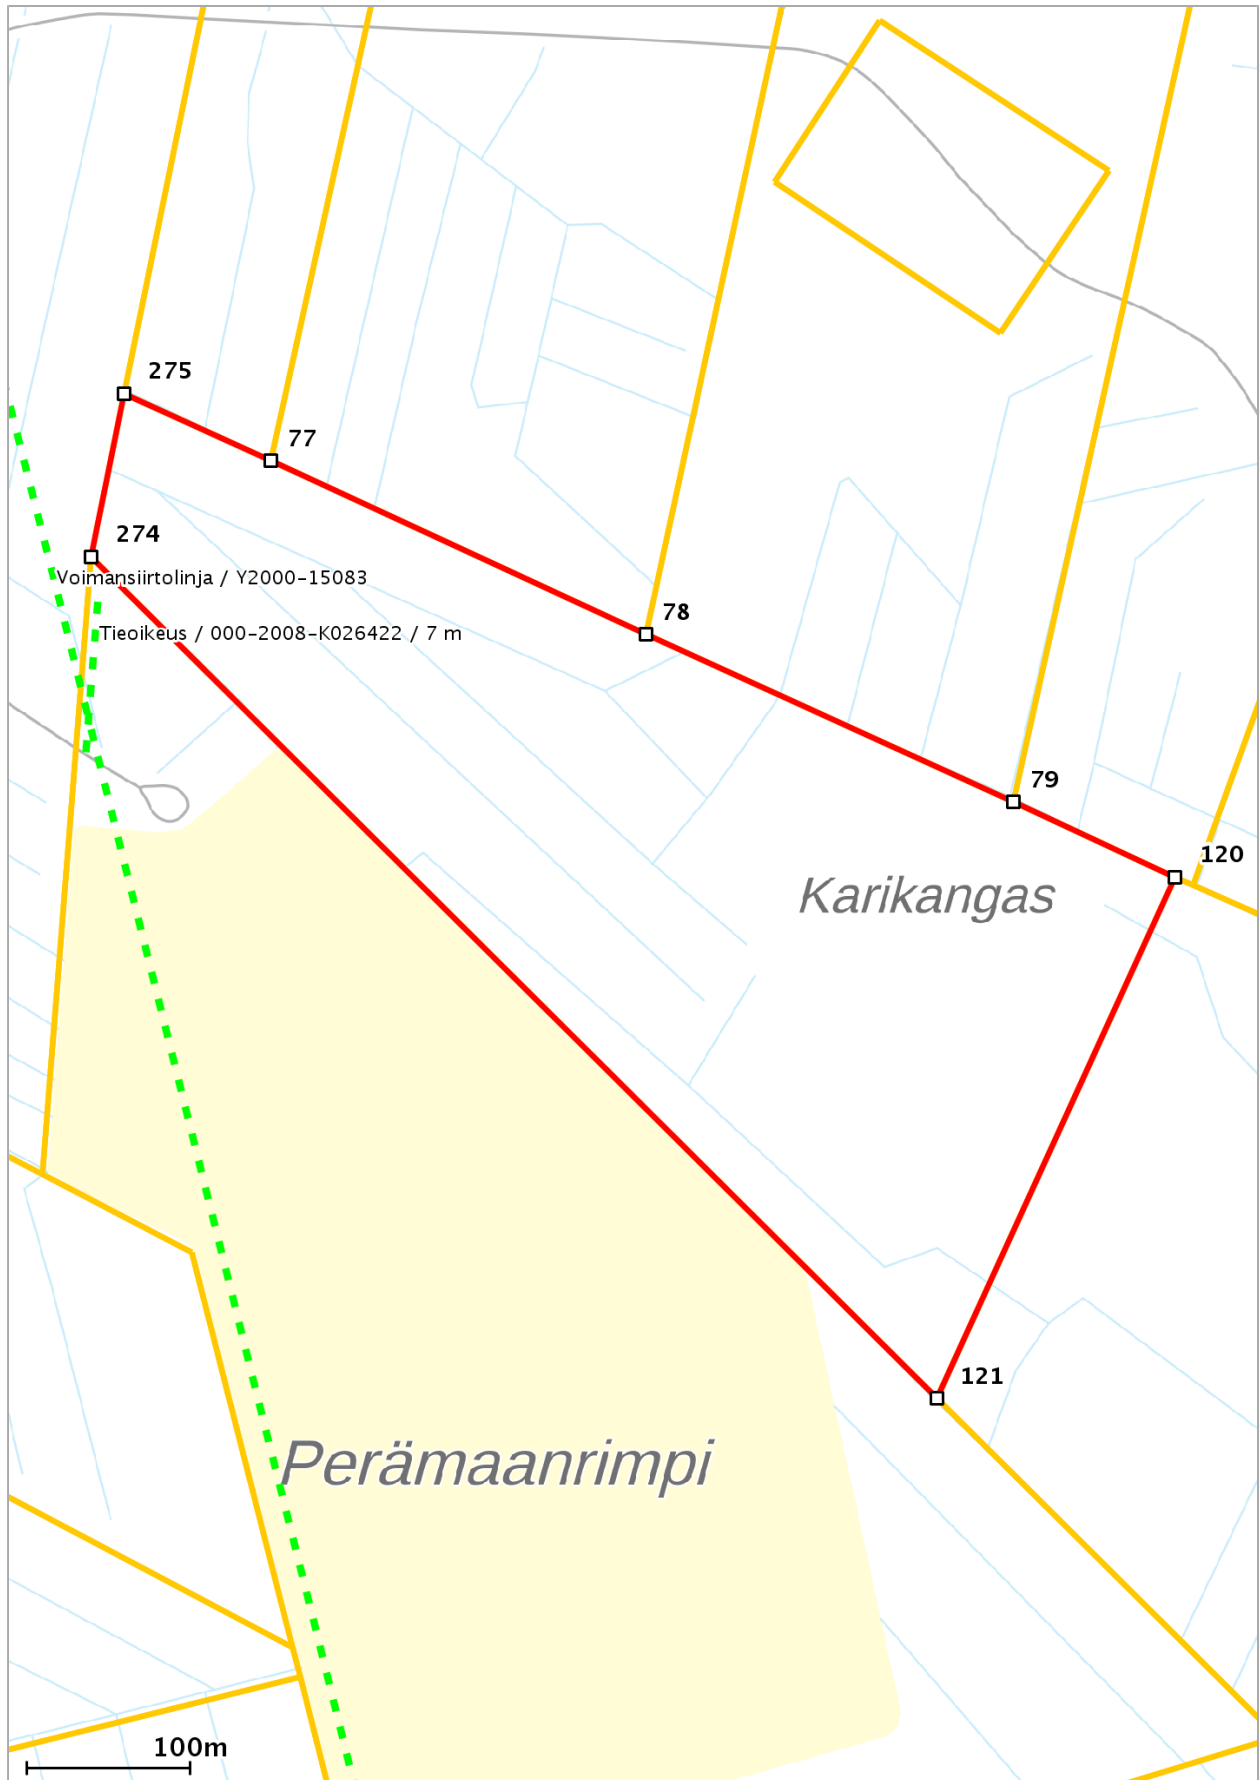 275
77
274
Voimansiirtolinja / Y2000-15083
78
Tieoikeus / 000-2008-K026422 / 7 m
79
120
Karikangas
121
Perämaanrimpi
100m